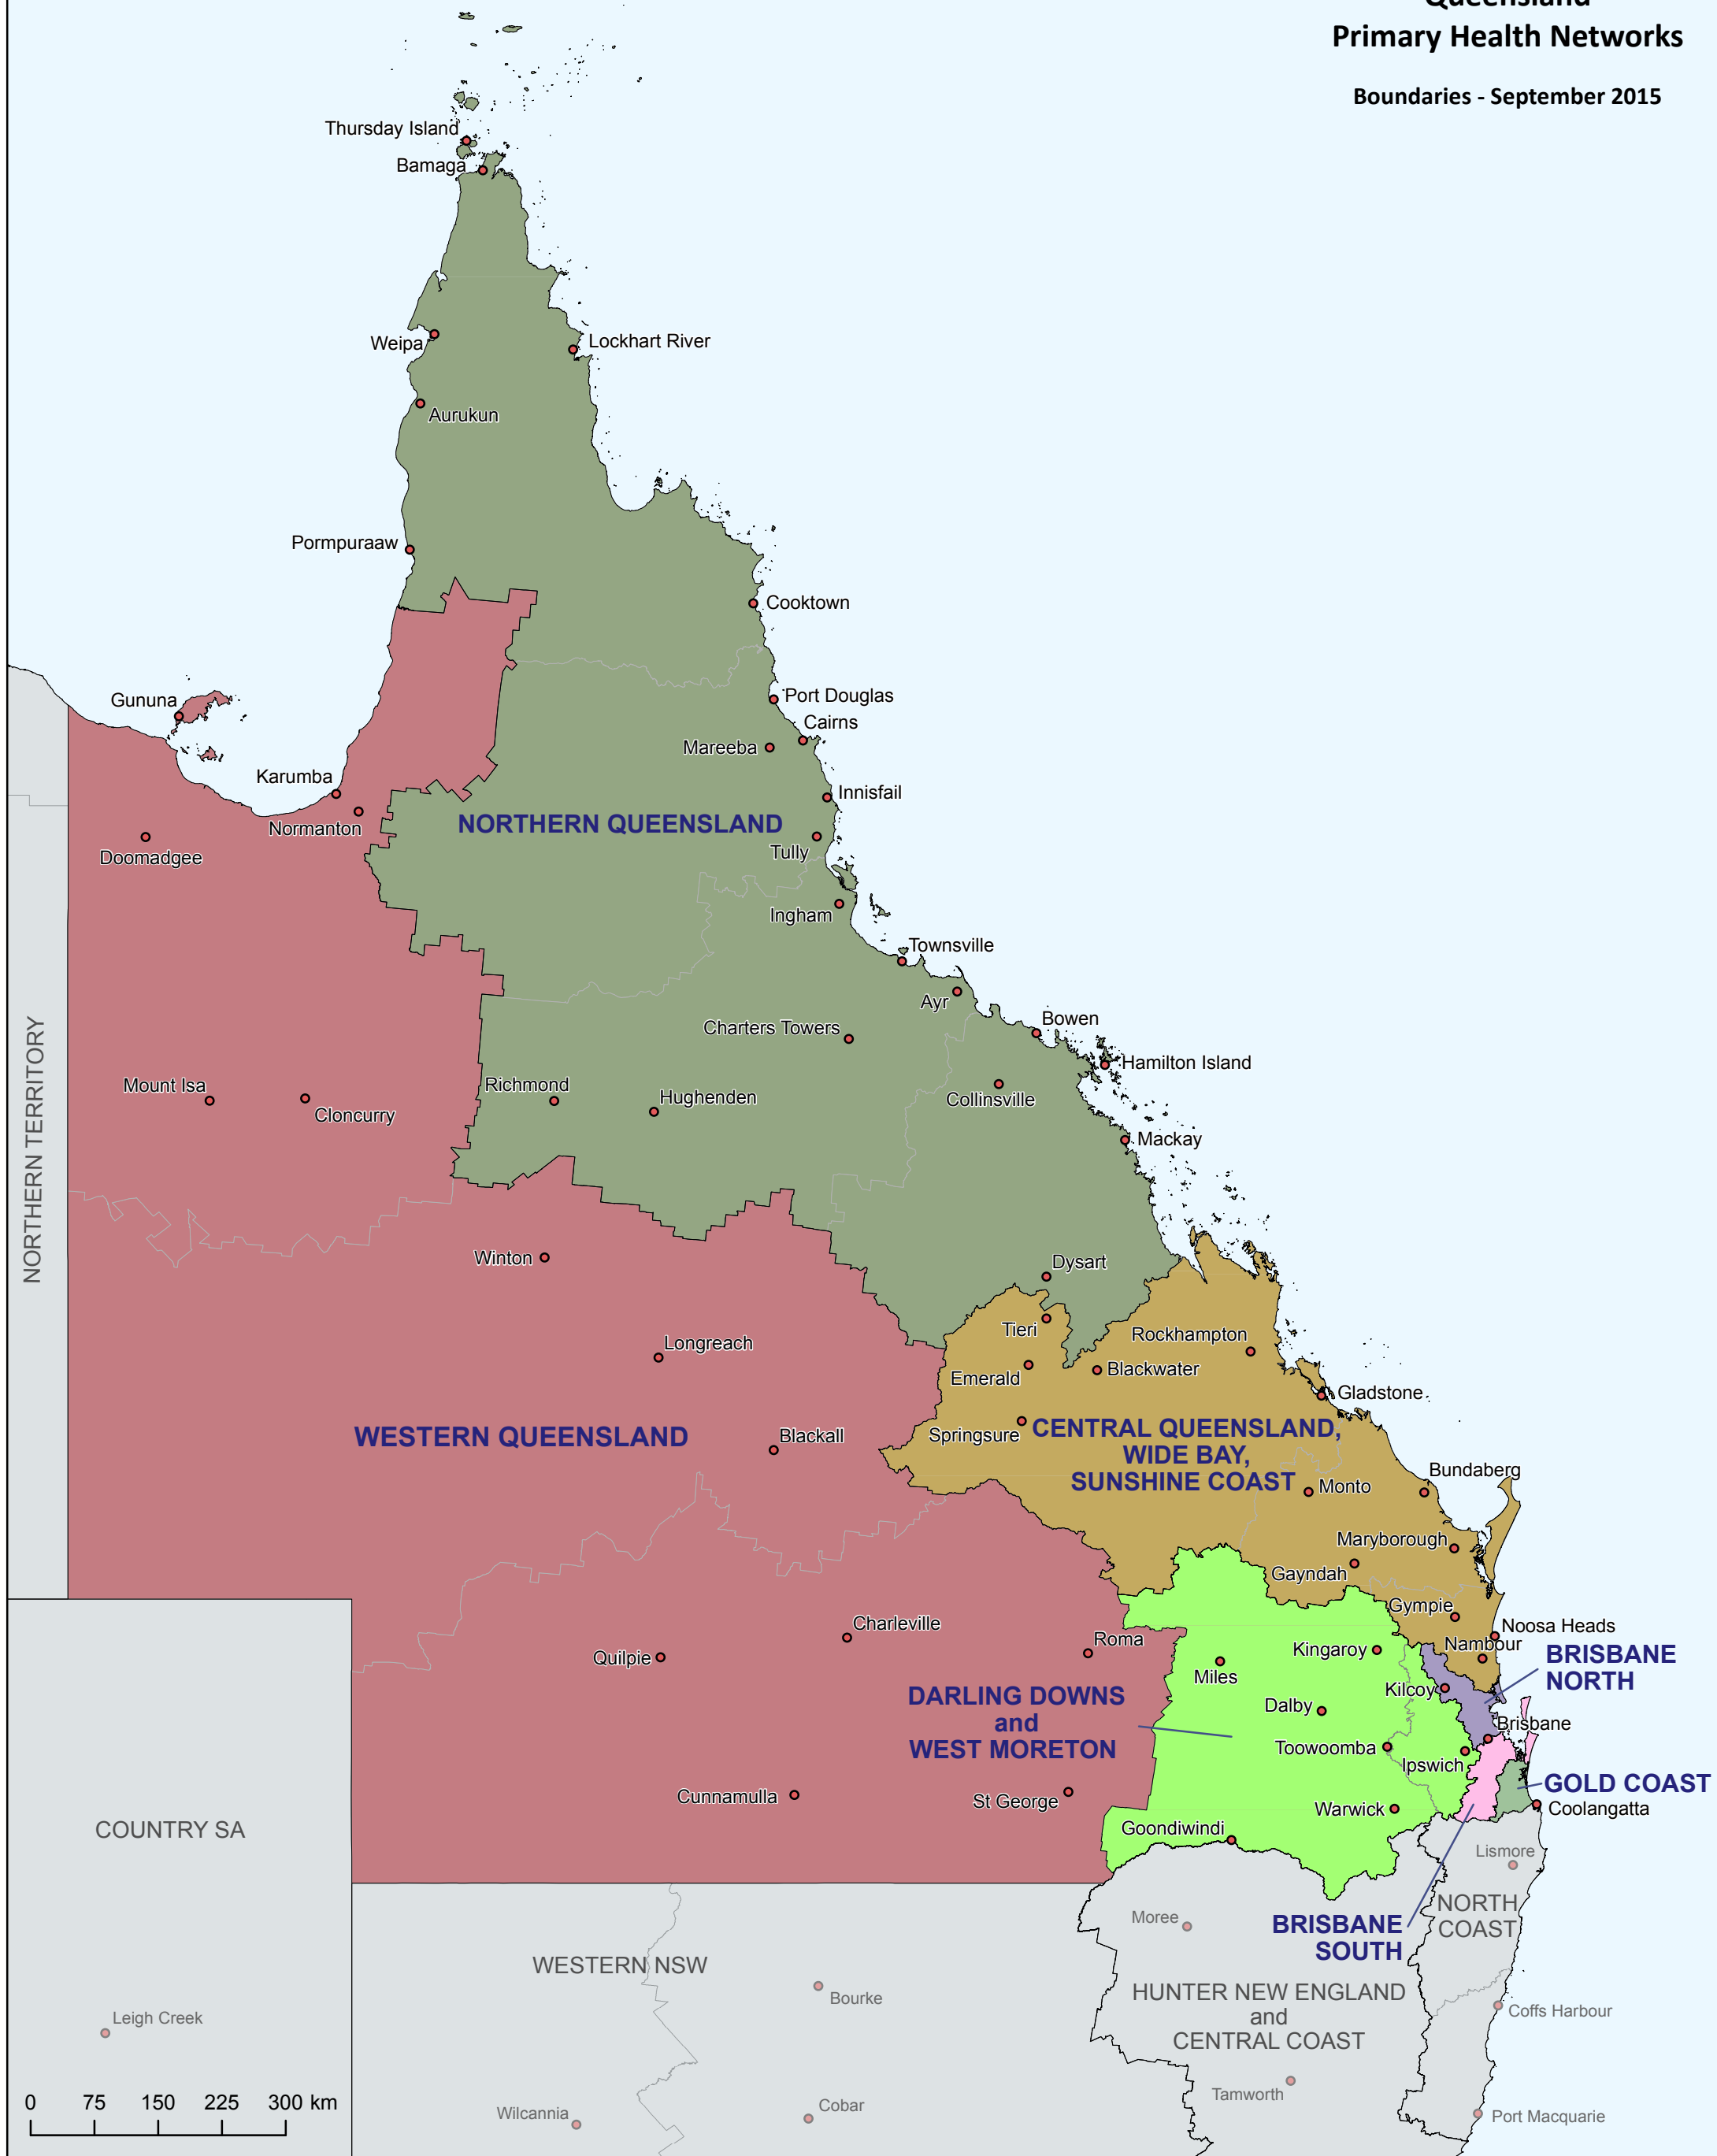 Queensland
Primary Health Networks
Boundaries - September 2015
Thursday Island
Bamaga
Weipa
Lockhart River
Aurukun
Pormpuraaw
Cooktown
Gununa
Port Douglas
Cairns
Mareeba
Karumba
Innisfail
Normanton
NORTHERN QUEENSLAND
Doomadgee
Tully
Ingham
Townsville
Ayr
Bowen
Charters Towers
Hamilton Island
NORTHERN TERRITORY
Mount Isa
Cloncurry
Richmond
Hughenden
Collinsville
Mackay
Winton
Dysart
Tieri
Rockhampton
Longreach
Emerald
Blackwater
Gladstone
Springsure
WESTERN QUEENSLAND
Blackall
CENTRAL QUEENSLAND,
WIDE BAY,
SUNSHINE COAST
Monto
Bundaberg
Maryborough
Gayndah
Gympie
Noosa Heads
Nambour
Charleville
Roma
Quilpie
Kingaroy
Miles
BRISBANE
NORTH
Kilcoy
DARLING DOWNS
and
WEST MORETON
Dalby
Brisbane
Toowoomba
Ipswich
GOLD COAST
Cunnamulla
St George
Warwick
Coolangatta
Goondiwindi
COUNTRY SA
Lismore
NORTH
COAST
Moree
BRISBANE
SOUTH
WESTERN NSW
Bourke
HUNTER NEW ENGLAND
and
CENTRAL COAST
Coffs Harbour
Leigh Creek
Tamworth
0 75 150 225 300 km
Wilcannia
Cobar
Port Macquarie